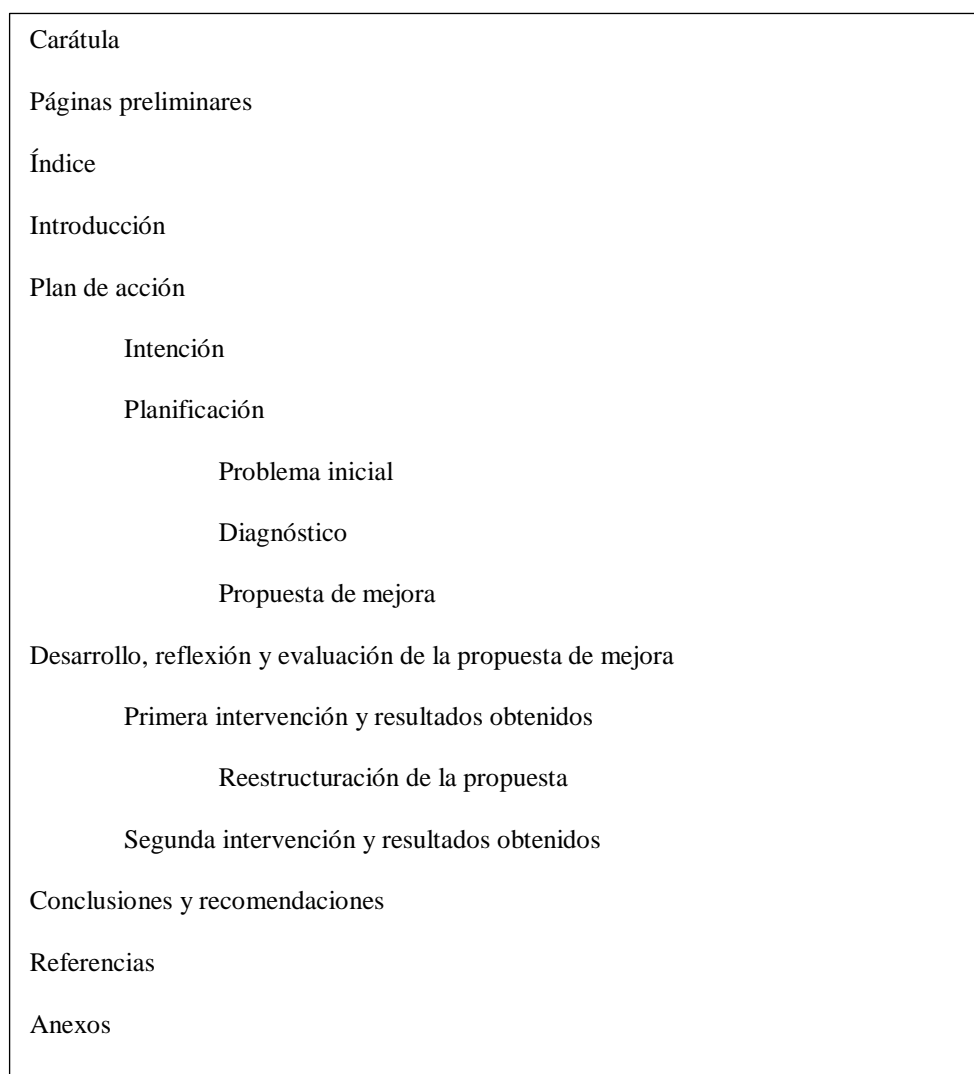 Carátula
Páginas preliminares
Índice
Introducción
Plan de acción
Intención
Planificación
Problema inicial
Diagnóstico
Propuesta de mejora
Desarrollo, reflexión y evaluación de la propuesta de mejora
Primera intervención y resultados obtenidos
Reestructuración de la propuesta
Segunda intervención y resultados obtenidos
Conclusiones y recomendaciones
Referencias
Anexos